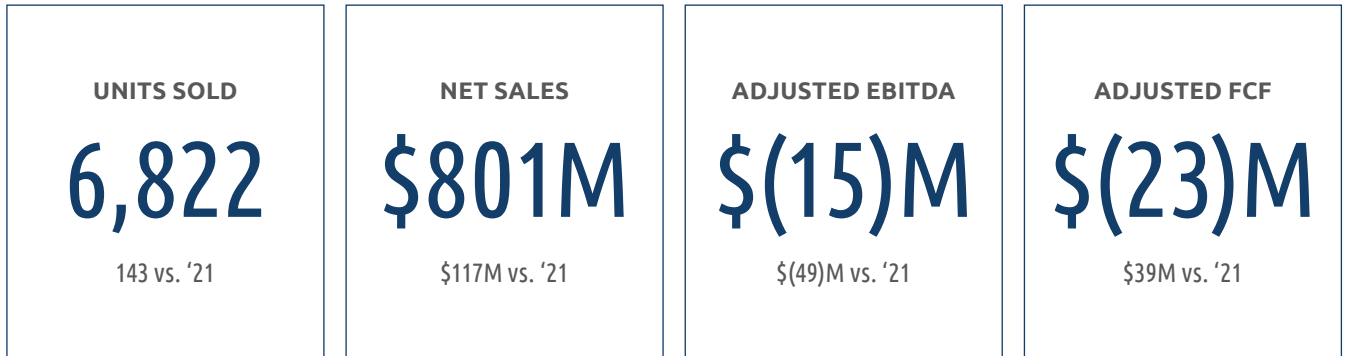 UNITS SOLD
6,822
143 vs. ‘21
NET SALES
$801M
$117M vs. ‘21
ADJUSTED EBITDA
$(15)M
$(49)M vs. ‘21
ADJUSTED FCF
$(23)M
$39M vs. ‘21